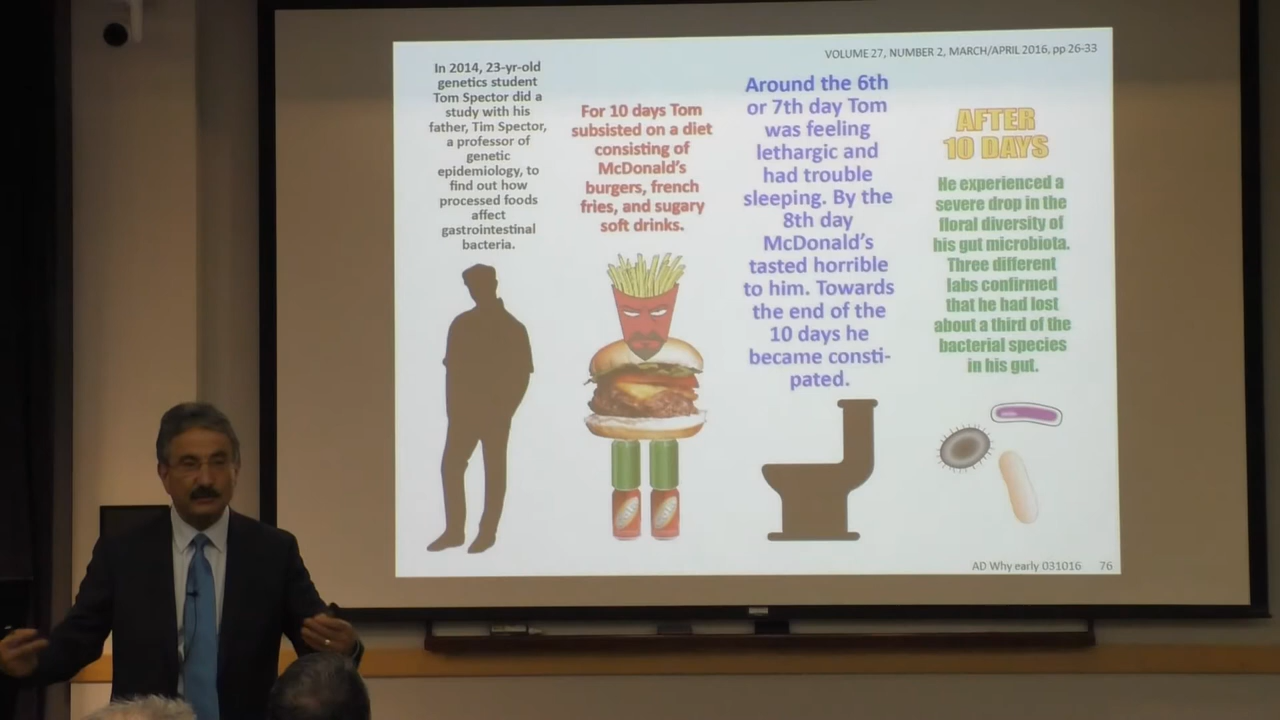 VOLUME 27, NUMBER 2, MARCH/APRIL 2016, pp 26-33
In 2014, 23-yr-old
genetics student
Tom Spector did a
study with his
father, Tim Spector,
a professor of
genetic
epidemiology, to
find out how
processed foods
affect
gastrointestinal
bacteria.
For 10 days Tom
subsisted on a diet
consisting of
McDonald's
burgers, french
fries, and sugary
soft drinks.
Around the 6th
or 7th day Tom
was feeling
lethargic and
had trouble
sleeping. By the
8th day
McDonald's
tasted horrible
to him. Towards
the end of the
10 days he
became consti-
pated.
AFTER
10 DAYS
He experienced a
severe drop in the
floral diversity of
his gut microbiota.
Three different
labs confirmed
that he had lost
about a third of the
bacterial species
in his gut.
AD Why early 031016 76